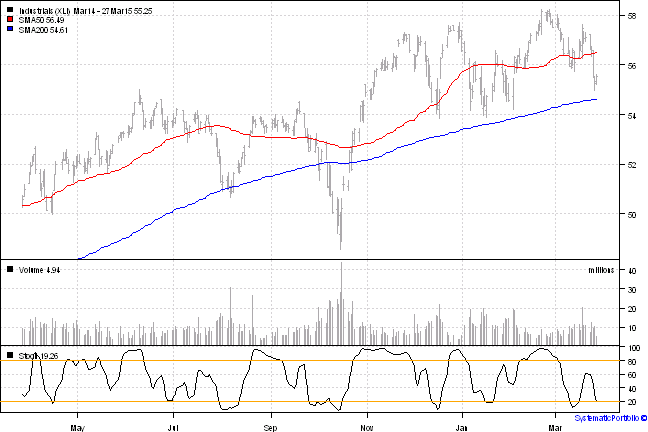 Industrials (XLI) Mar14 - 27Mar15 55.25
SMA50 56.49
SMA200 54.61
58
56
54
52
50
Volume 4.94
millions
40
30
20
10
Stoch 19.26
100
80
60
40
20
May
Jul
Sep
Nov
Jan
Mar
SystematicPortfolio ©